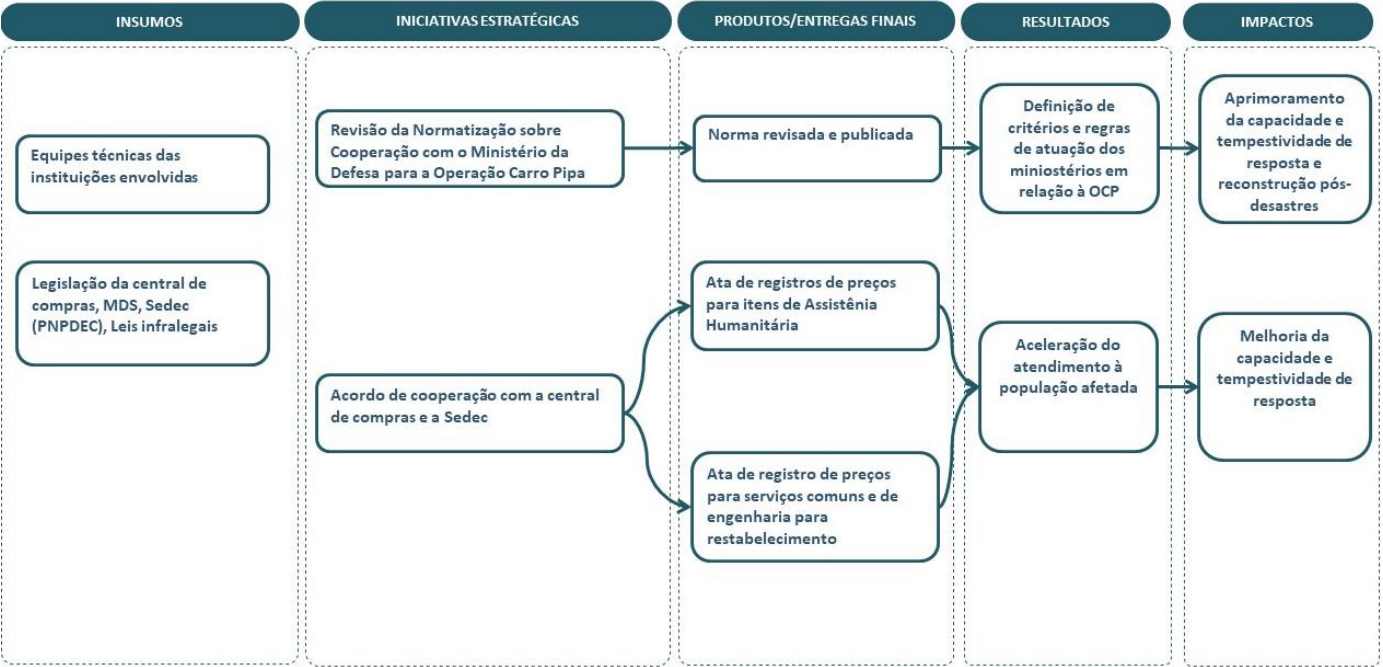 INSUMOS
INICIATIVAS ESTRATÉGICAS
PRODUTOS/ENTREGAS FINAIS
RESULTADOS
IMPACTOS
Equipes técnicas das
instituições envolvidas
Legislação da central de
compras, MDS, Sedec
(PNPDEC), Leis infralegais
Revisão da Normatização sobre
Cooperação com o Ministério da
Defesa para a Operação Carro Pipa
Acordo de cooperação com a central
de compras e a Sedec
Norma revisada e publicada
Ata de registros de preços
para itens de Assistênia
Humanitária
Ata de registro de preços
para serviços comuns e de
engenharia para
restabelecimento
Definição de
critérios e regras
de atuação dos
miniostérios em
relação à OCP
Aceleração do
atendimento à
população afetada
Aprimoramento
da capacidade e
tempestividade de
resposta e
reconstrução pós-
desastres
Melhoria da
capacidade e
tempestividade de
resposta